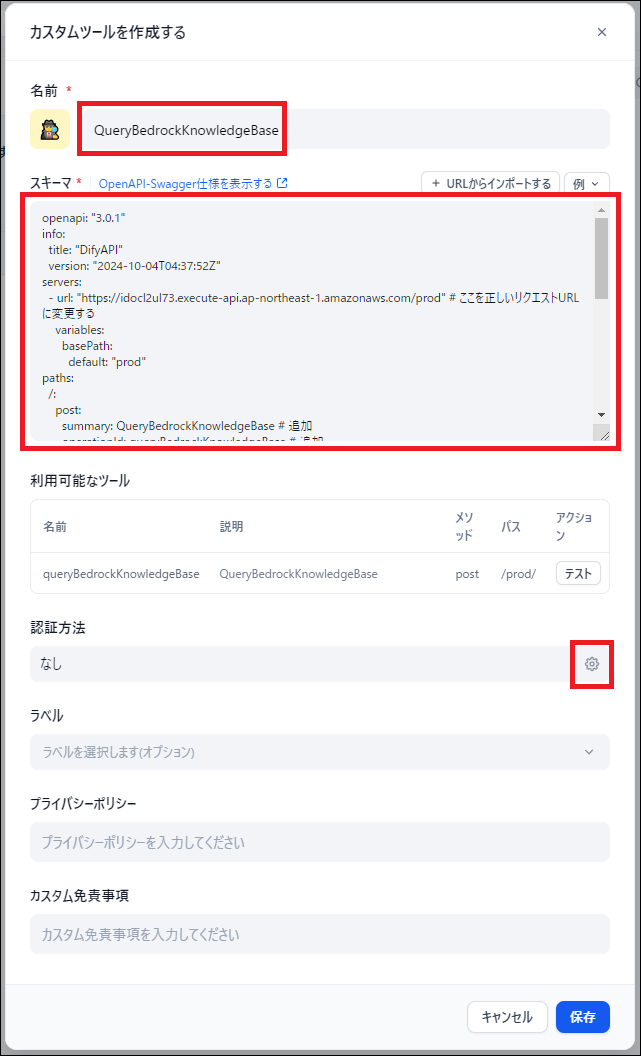 カスタムツールを作成する
名前 *
QueryBedrockKnowledgeBase
スキーマ * OpenAPI-Swagger仕様を表示する + URLからインポートする 例
openapi: "3.0.1"
info:
title: "DifyAPI"
version: "2024-10-04T04:37:52Z"
servers:
- url: "https://idocl2ul73.execute-api.ap-northeast-1.amazonaws.com/prod" # ここを正しいリクエストURL
に変更する
variables:
basePath:
default: "prod"
paths:
/:
post:
summary: QueryBedrockKnowledgeBase # 追加
operationId: queryBedrockKnowledgeBase # 追加
利用可能なツール
名前 説明 メソ パス アクショ
ッド ン
queryBedrockKnowledgeBase QueryBedrockKnowledgeBase post /prod/ テスト
認証方法
なし
ラベル
ラベルを選択します(オプション)
プライバシーポリシー
プライバシーポリシーを入力してください
カスタム免責事項
カスタム免責事項を入力してください
キャンセル 保存